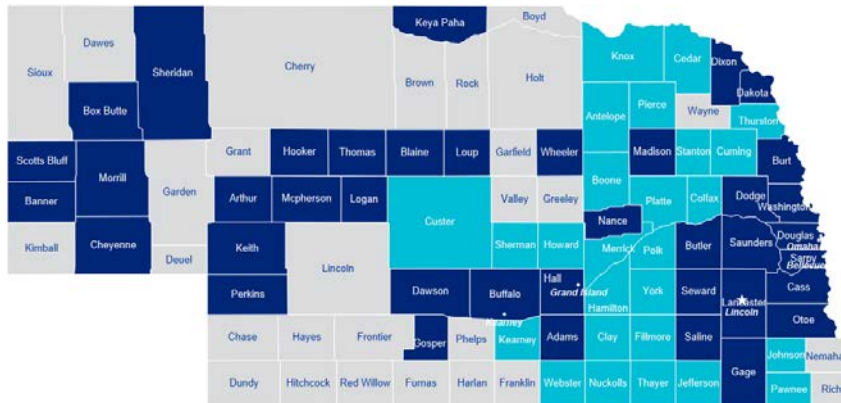 Keya Paha
Boyd
Dawes
Sioux
Sheridan
Cherry
Brown
Rock
Holt
Knox
Cedar
Dixon
Dakota
Box Butte
Antelope
Pierce
Wayne
Thurston
Scotts Bluff
Morrill
Garden
Grant
Hooker
Thomas
Blaine
Loup
Garfield
Wheeler
Madison
Stanton
Cuming
Burt
Banner
Arthur
Mcpherson
Logan
Custer
Valley
Greeley
Boone
Nance
Platte
Colfax
Dodge
Washington
Kimball
Cheyenne
Deuel
Keith
Lincoln
Sherman
Howard
Merrick
Polk
Butler
Saunders
Douglas
Omaha
Sarpy
Bellevue
Perkins
Dawson
Buffalo
Hall
Grand Island
Hamilton
York
Seward
Lancaster
Lincoln
Cass
Otoe
Chase
Hayes
Frontier
Gosper
Phelps
Kearney
Kearney
Adams
Clay
Fillmore
Saline
Gage
Johnson
Nemaha
Dundy
Hitchcock
Red Willow
Furnas
Harlan
Franklin
Webster
Nuckolls
Thayer
Jefferson
Pawnee
Rich